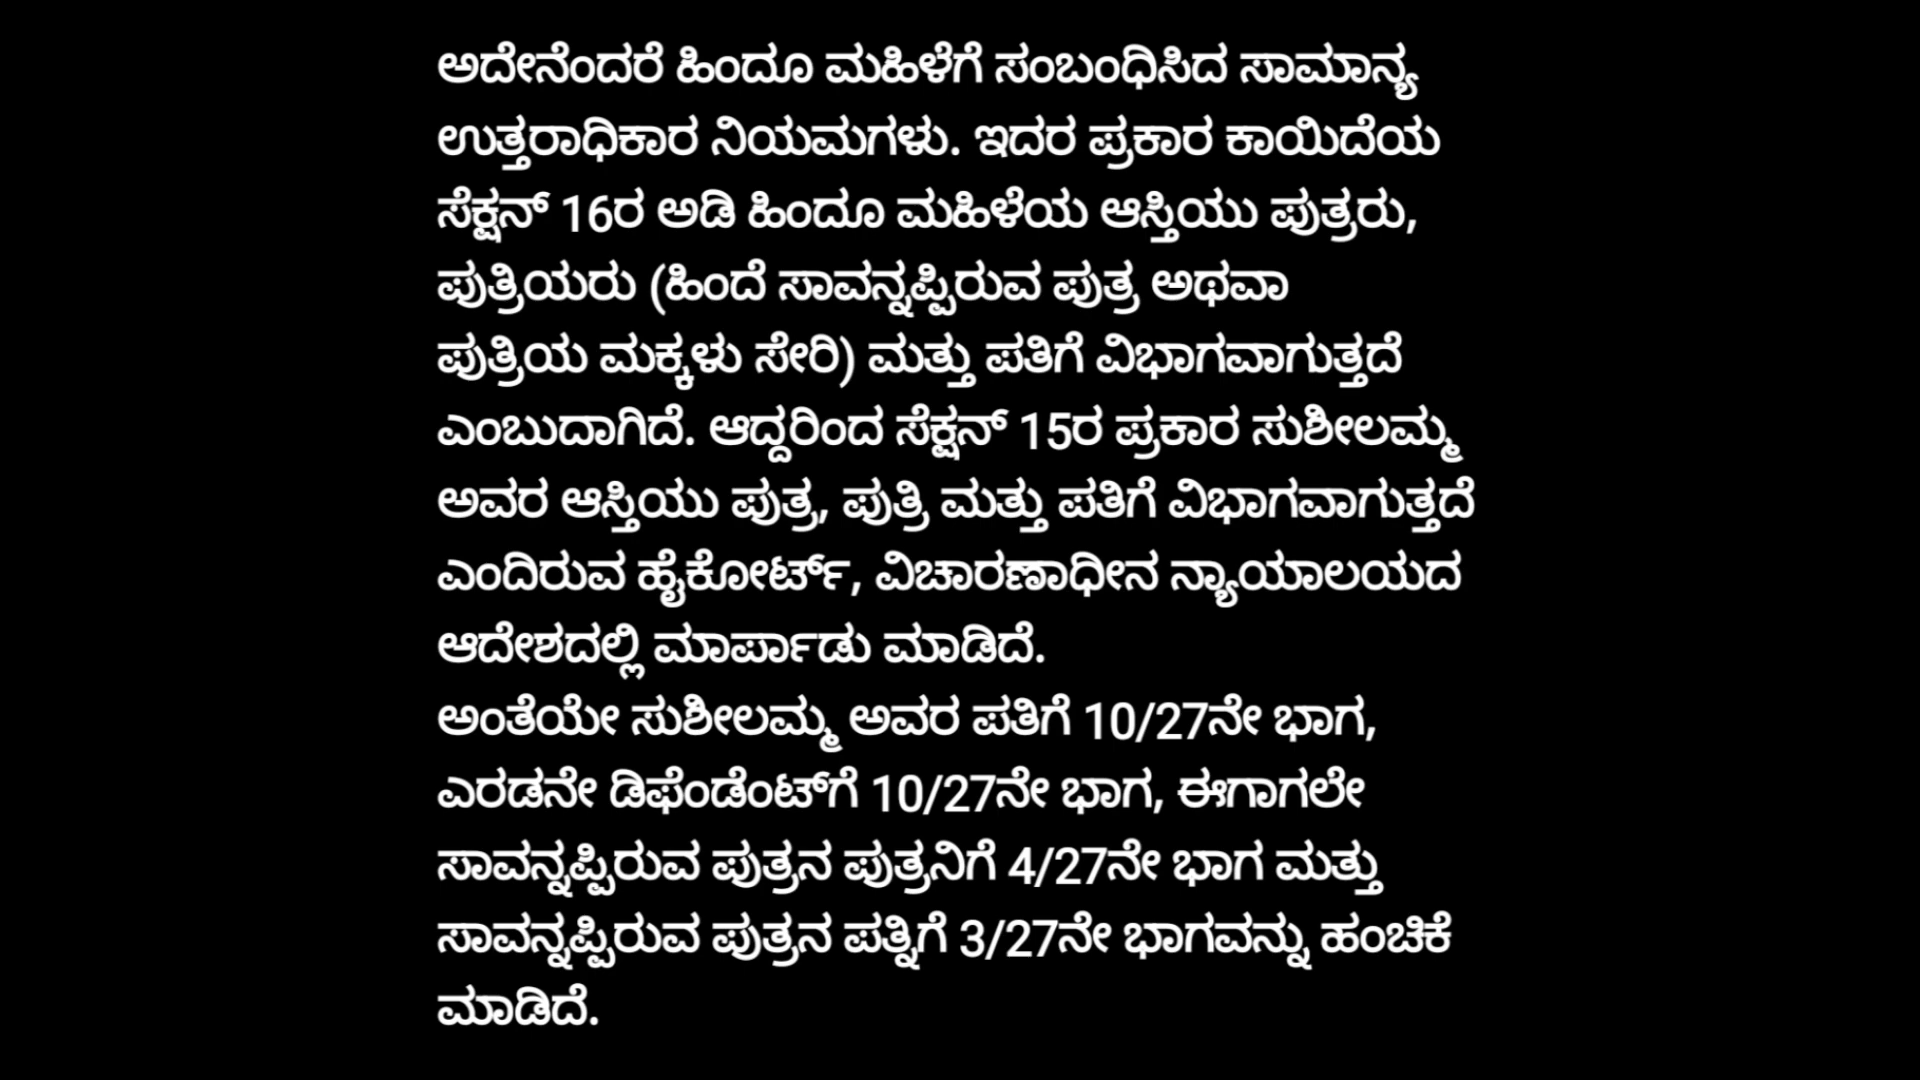 ಅದೇನೆಂದರೆ ಹಿಂದೂ ಮಹಿಳೆಗೆ ಸಂಬಂಧಿಸಿದ ಸಾಮಾನ್ಯ
ಉತ್ತರಾಧಿಕಾರ ನಿಯಮಗಳು. ಇದರ ಪ್ರಕಾರ ಕಾಯಿದೆಯ
ಸೆಕ್ಷನ್ 16ರ ಅಡಿ ಹಿಂದೂ ಮಹಿಳೆಯ ಆಸ್ತಿಯು ಪುತ್ರರು,
ಪುತ್ರಿಯರು (ಹಿಂದೆ ಸಾವನ್ನಪ್ಪಿರುವ ಪುತ್ರ ಅಥವಾ
ಪುತ್ರಿಯ ಮಕ್ಕಳು ಸೇರಿ) ಮತ್ತು ಪತಿಗೆ ವಿಭಾಗವಾಗುತ್ತದೆ
ಎಂಬುದಾಗಿದೆ. ಆದ್ದರಿಂದ ಸೆಕ್ಷನ್ 15ರ ಪ್ರಕಾರ ಸುಶೀಲಮ್ಮ
ಅವರ ಆಸ್ತಿಯು ಪುತ್ರ, ಪುತ್ರಿ ಮತ್ತು ಪತಿಗೆ ವಿಭಾಗವಾಗುತ್ತದೆ
ಎಂದಿರುವ ಹೈಕೋರ್ಟ್, ವಿಚಾರಣಾಧೀನ ನ್ಯಾಯಾಲಯದ
ಆದೇಶದಲ್ಲಿ ಮಾರ್ಪಾಡು ಮಾಡಿದೆ.
ಅಂತೆಯೇ ಸುಶೀಲಮ್ಮ ಅವರ ಪತಿಗೆ 10/27ನೇ ಭಾಗ,
ಎರಡನೇ ಡಿಫೆಂಡೆಂಟ್‌ಗೆ 10/27ನೇ ಭಾಗ, ಈಗಾಗಲೇ
ಸಾವನ್ನಪ್ಪಿರುವ ಪುತ್ರನ ಪುತ್ರನಿಗೆ 4/27ನೇ ಭಾಗ ಮತ್ತು
ಸಾವನ್ನಪ್ಪಿರುವ ಪುತ್ರನ ಪತ್ನಿಗೆ 3/27ನೇ ಭಾಗವನ್ನು ಹಂಚಿಕೆ
ಮಾಡಿದೆ.